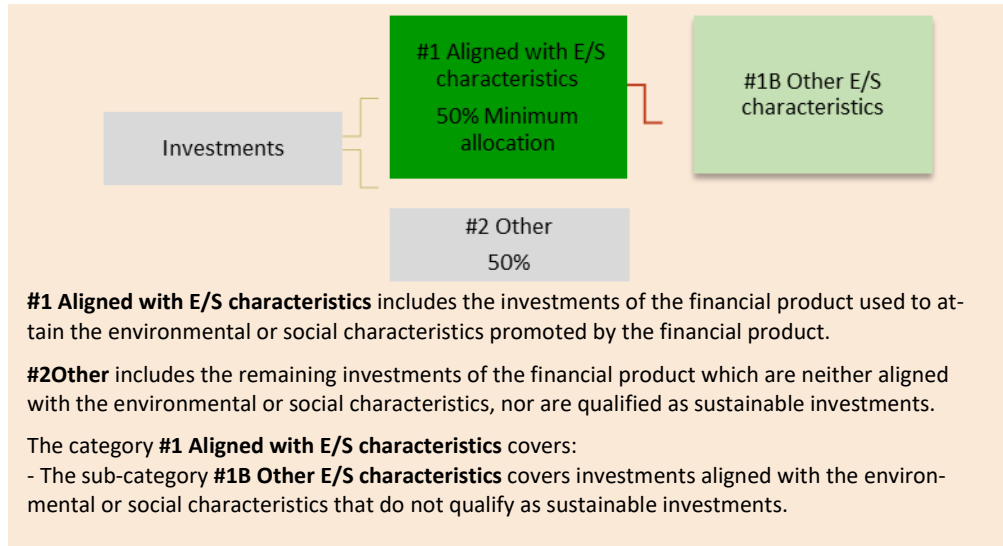 #1 Aligned with E/S
characteristics
50% Minimum
allocation
#1B Other E/S
characteristics
Investments
#2 Other
50%
#1 Aligned with E/S characteristics includes the investments of the financial product used to at-
tain the environmental or social characteristics promoted by the financial product.
#2Other includes the remaining investments of the financial product which are neither aligned
with the environmental or social characteristics, nor are qualified as sustainable investments.
The category #1 Aligned with E/S characteristics covers:
- The sub-category #1B Other E/S characteristics covers investments aligned with the environ-
mental or social characteristics that do not qualify as sustainable investments.